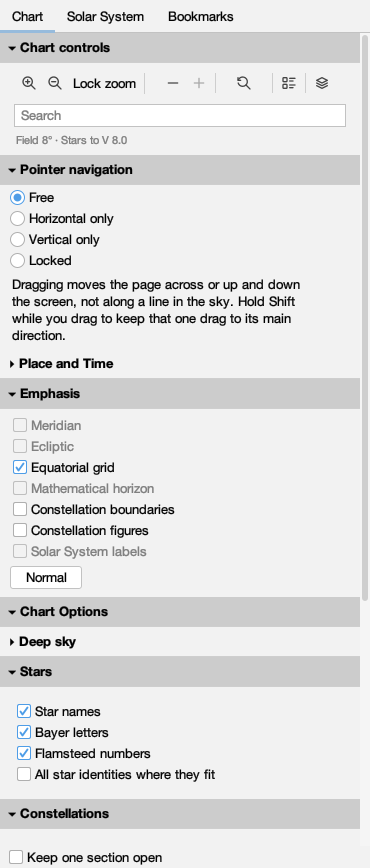 Chart Solar System Bookmarks
Chart controls
Lock zoom
Search
Field 8° · Stars to V 8.0
Pointer navigation
Free
Horizontal only
Vertical only
Locked
Dragging moves the page across or up and down
the screen, not along a line in the sky. Hold Shift
while you drag to keep that one drag to its main
direction.
Place and Time
Emphasis
Meridian
Ecliptic
Equatorial grid
Mathematical horizon
Constellation boundaries
Constellation figures
Solar System labels
Normal
Chart Options
Deep sky
Stars
Star names
Bayer letters
Flamsteed numbers
All star identities where they fit
Constellations
Keep one section open